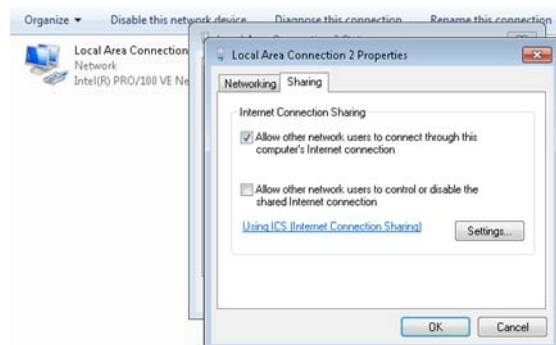 Organize
Disable this network device
Diagnose this connection
Rename this connection
Local Area Connection
Network
Intel(R) PRO/100 VE Ne
Local Area Connection 2 Properties
Networking
Sharing
Internet Connection Sharing
Allow other network users to connect through this
computer's Internet connection
Allow other network users to control or disable the
shared Internet connection
Using ICS (Internet Connection Sharing)
Settings...
OK
Cancel